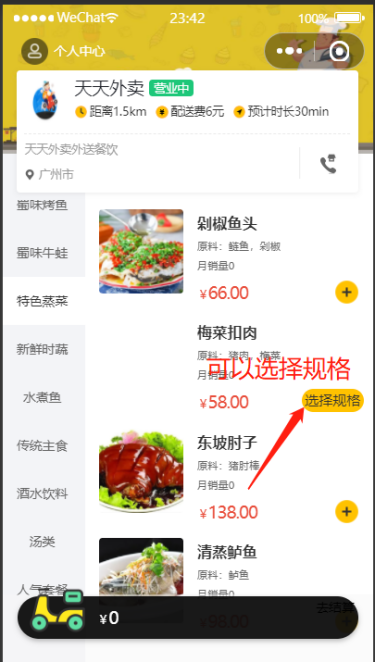 WeChat 23:42 100%
个人中心
天天外卖 营业中
距离1.5km ¥ 配送费6元 预计时长30min
天天外卖外送餐饮
广州市
蜀味烤鱼
蜀味牛蛙
特色蒸菜
新鲜时蔬
水煮鱼
传统主食
酒水饮料
汤类
人气套餐
剁椒鱼头
原料：鲢鱼，剁椒
月销量0
¥66.00
梅菜扣肉
原料：猪肉，梅菜
可以选择规格
月销量0
¥58.00 选择规格
东坡肘子
原料：猪肘棒
月销量0
¥138.00
清蒸鲈鱼
原料：鲈鱼
月销量0
¥98.00
去结算
¥0